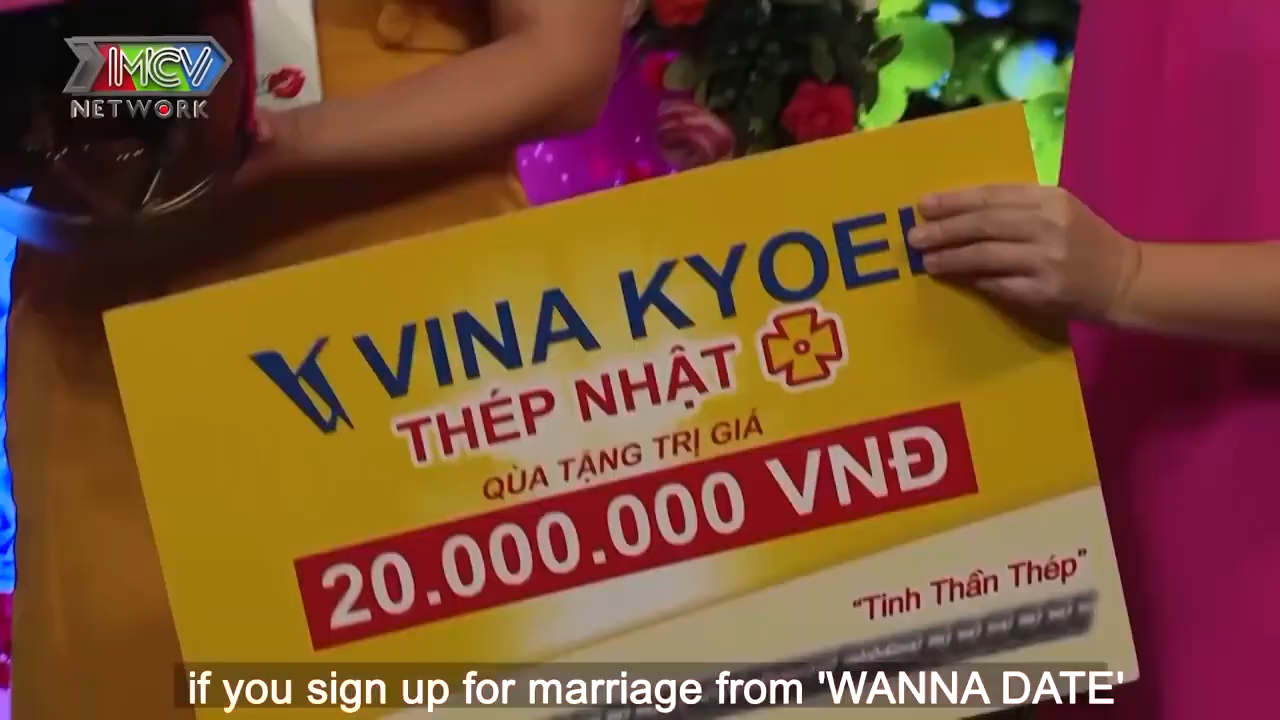 MCV
NETWORK
VINA KYOEI
THÉP NHẬT
QÙA TẶNG TRỊ GIÁ
20.000.000 VNĐ
“Tinh Thần Thép”
if you sign up for marriage from 'WANNA DATE'